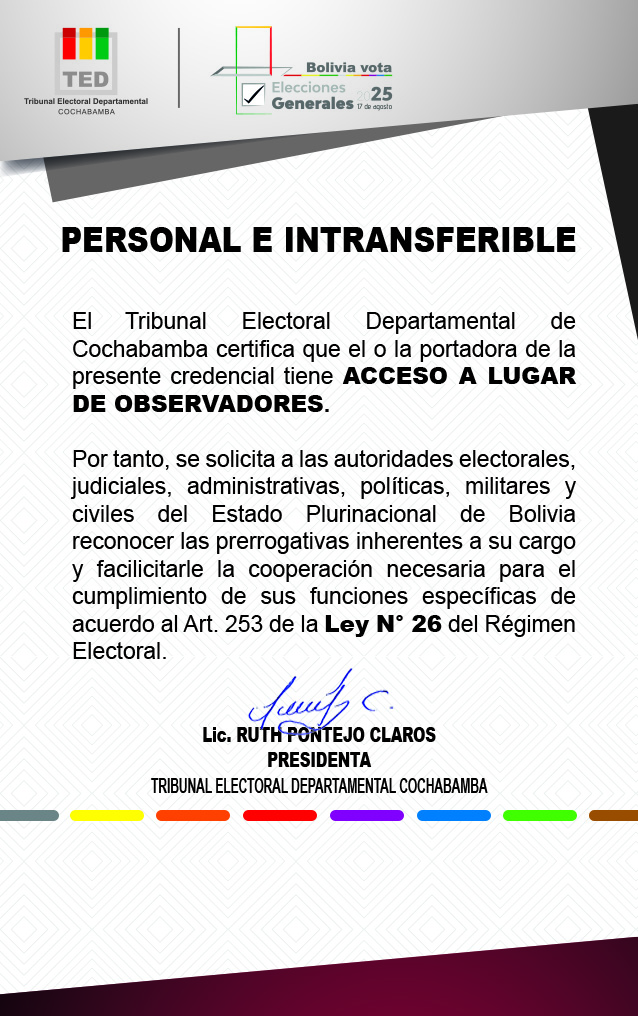 TED
Tribunal Electoral Departamental
COCHABAMBA
Bolivia vota
Elecciones
Generales 2025
17 de agosto
PERSONAL E INTRANSFERIBLE
El Tribunal Electoral Departamental de
Cochabamba certifica que el o la portadora de la
presente credencial tiene ACCESO A LUGAR
DE OBSERVADORES.
Por tanto, se solicita a las autoridades electorales,
judiciales, administrativas, políticas, militares y
civiles del Estado Plurinacional de Bolivia
reconocer las prerrogativas inherentes a su cargo
y facilicitarle la cooperación necesaria para el
cumplimiento de sus funciones específicas de
acuerdo al Art. 253 de la Ley N° 26 del Régimen
Electoral.
Lic. RUTH PONTEJO CLAROS
PRESIDENTA
TRIBUNAL ELECTORAL DEPARTAMENTAL COCHABAMBA